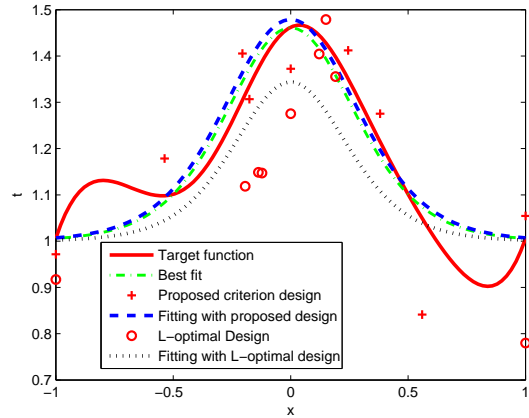 1.5
1.4
1.3
1.2
1.1
1
0.9
0.8
0.7
t
Target function
Best fit
Proposed criterion design
Fitting with proposed design
L-optimal Design
Fitting with L-optimal design
-1
-0.5
0
0.5
1
x